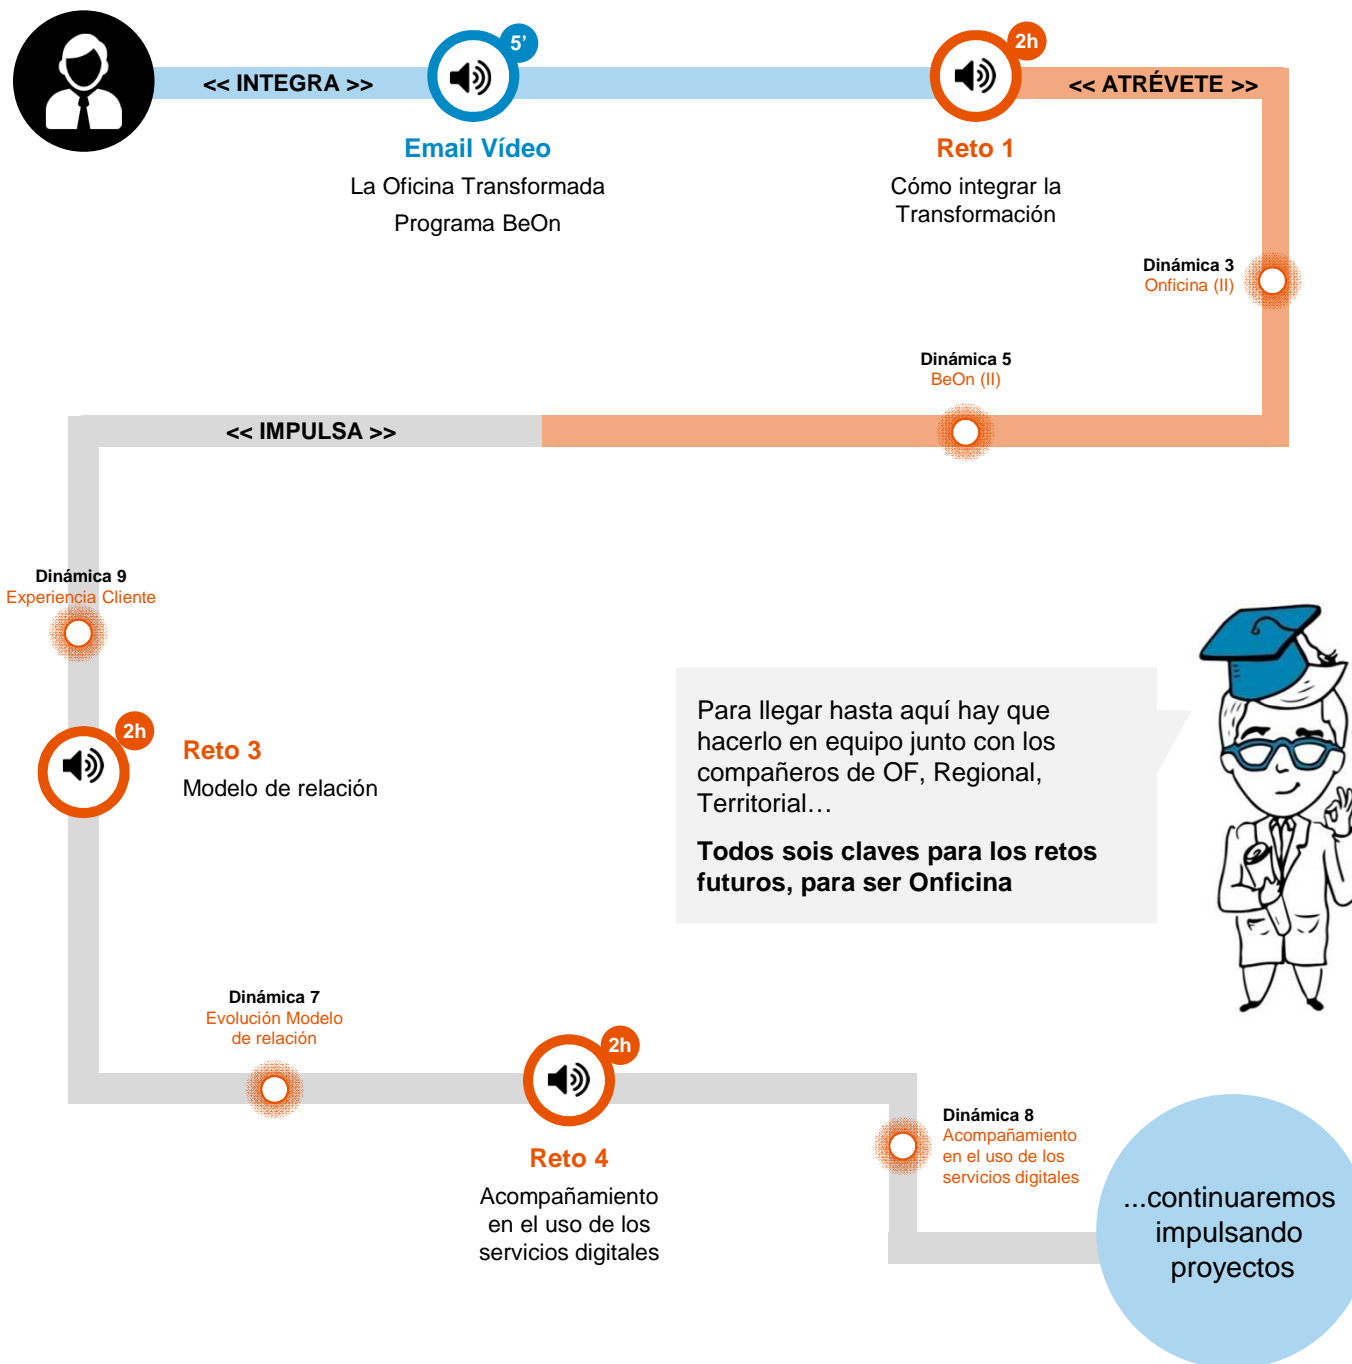 << INTEGRA >>
5’
Email Vídeo
La Oficina Transformada
Programa BeOn
2h
Reto 1
Cómo integrar la
Transformación
<< ATRÉVETE >>
Dinámica 3
Onficina (II)
Dinámica 5
BeOn (II)
<< IMPULSA >>
Dinámica 9
Experiencia Cliente
2h
Reto 3
Modelo de relación
Para llegar hasta aquí hay que
hacerlo en equipo junto con los
compañeros de OF, Regional,
Territorial…
Todos sois claves para los retos
futuros, para ser Onficina
Dinámica 7
Evolución Modelo
de relación
2h
Reto 4
Acompañamiento
en el uso de los
servicios digitales
Dinámica 8
Acompañamiento
en el uso de los
servicios digitales
...continuaremos
impulsando
proyectos